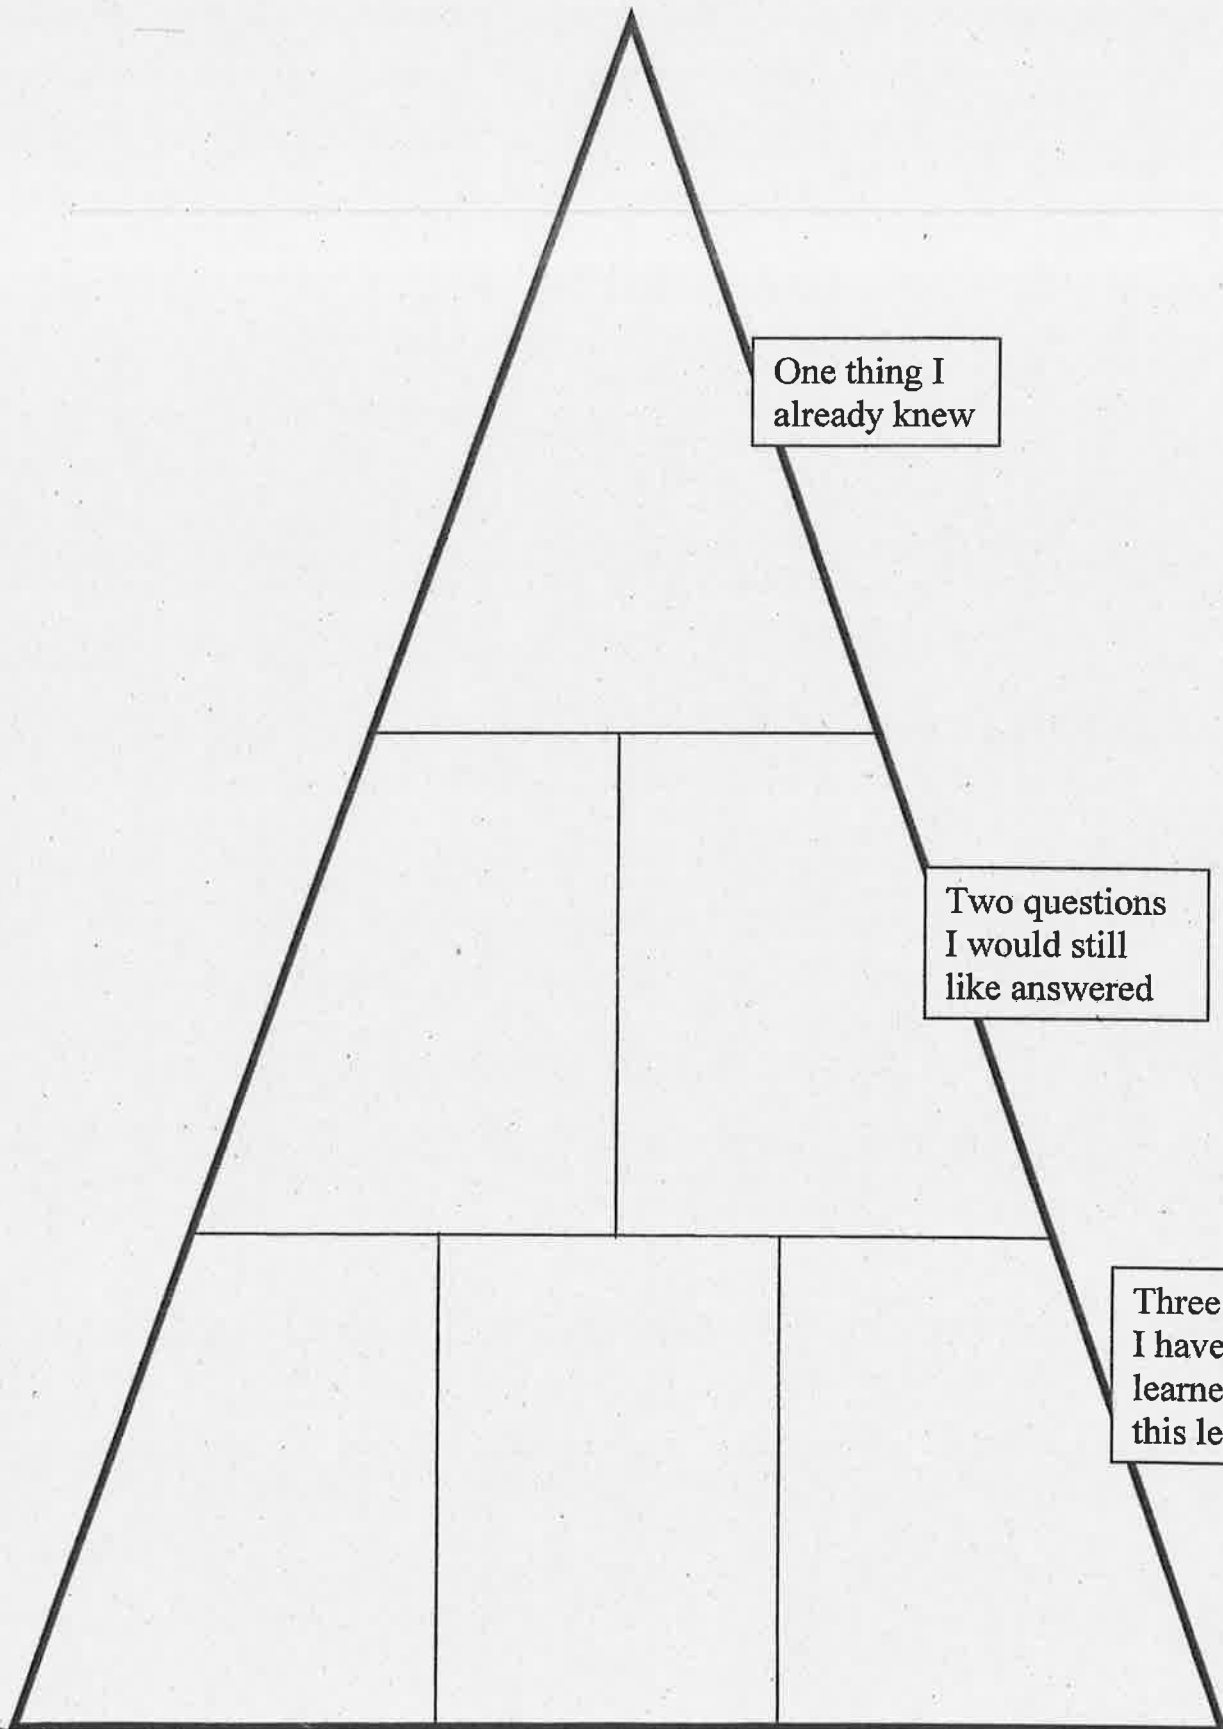 One thing I
already knew
Two questions
I would still
like answered
Three
I have
learne
this le